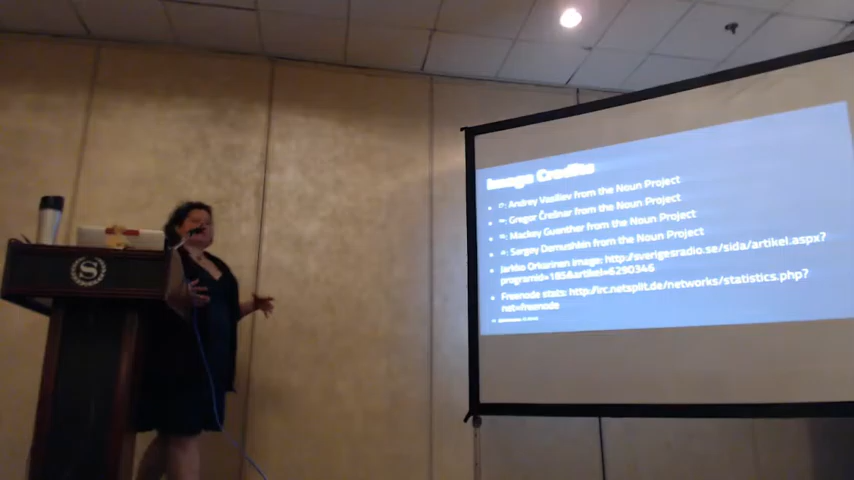 Image Credits
: Andrey Vasiliev from the Noun Project
: Gregor Črešnar from the Noun Project
: Mackey Guenther from the Noun Project
: Sergey Demushkin from the Noun Project
Jarkko Oikarinen image: http://sverigesradio.se/sida/artikel.aspx?
programid=185&artikel=6290346
Freenode stats: http://irc.netsplit.de/networks/statistics.php?
net=freenode
S